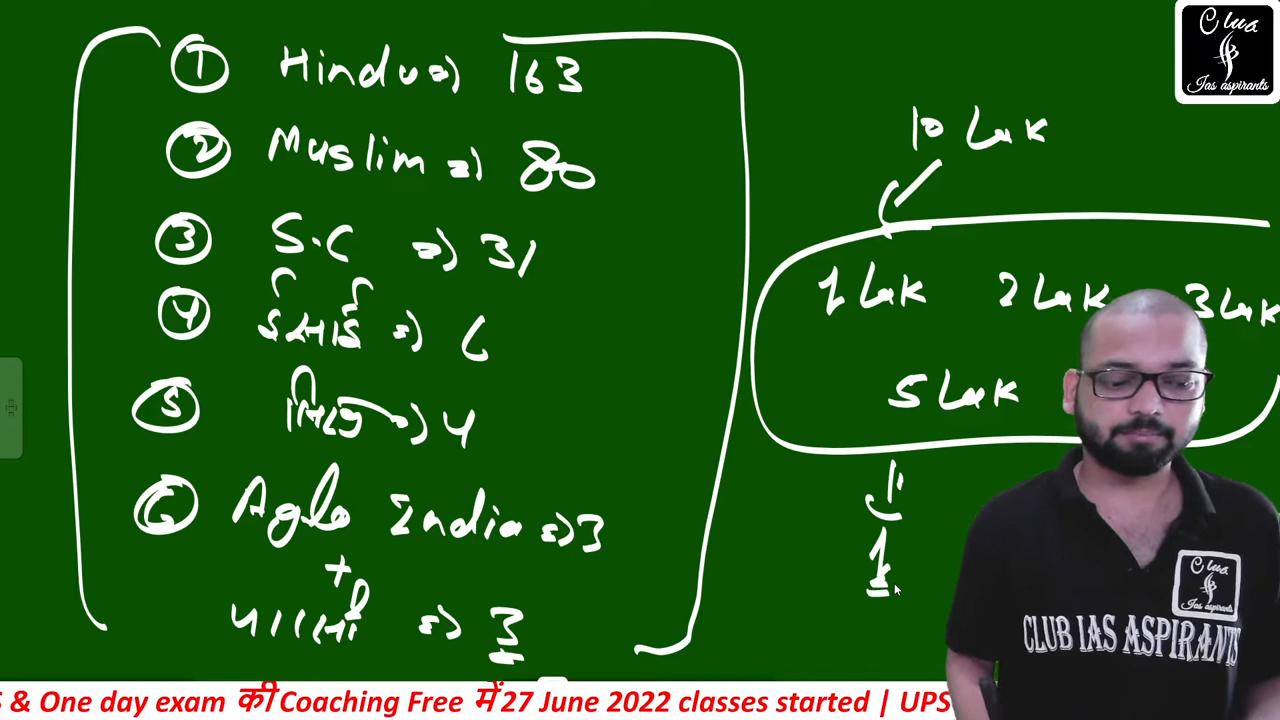 ① Hindu => 163
② Muslim => 80
③ S.C => 31
④ ईसाई => 6
⑤ सिख => 4
⑥ Aglo India => 3
+
पारसी => 3
10 Lak
1 Lak 2 Lak 3 Lak
5 Lak
1
Club
Ias aspirants
Club
CLUB IAS ASPIRANTS
S & One day exam की Coaching Free में 27 June 2022 classes started | UPS